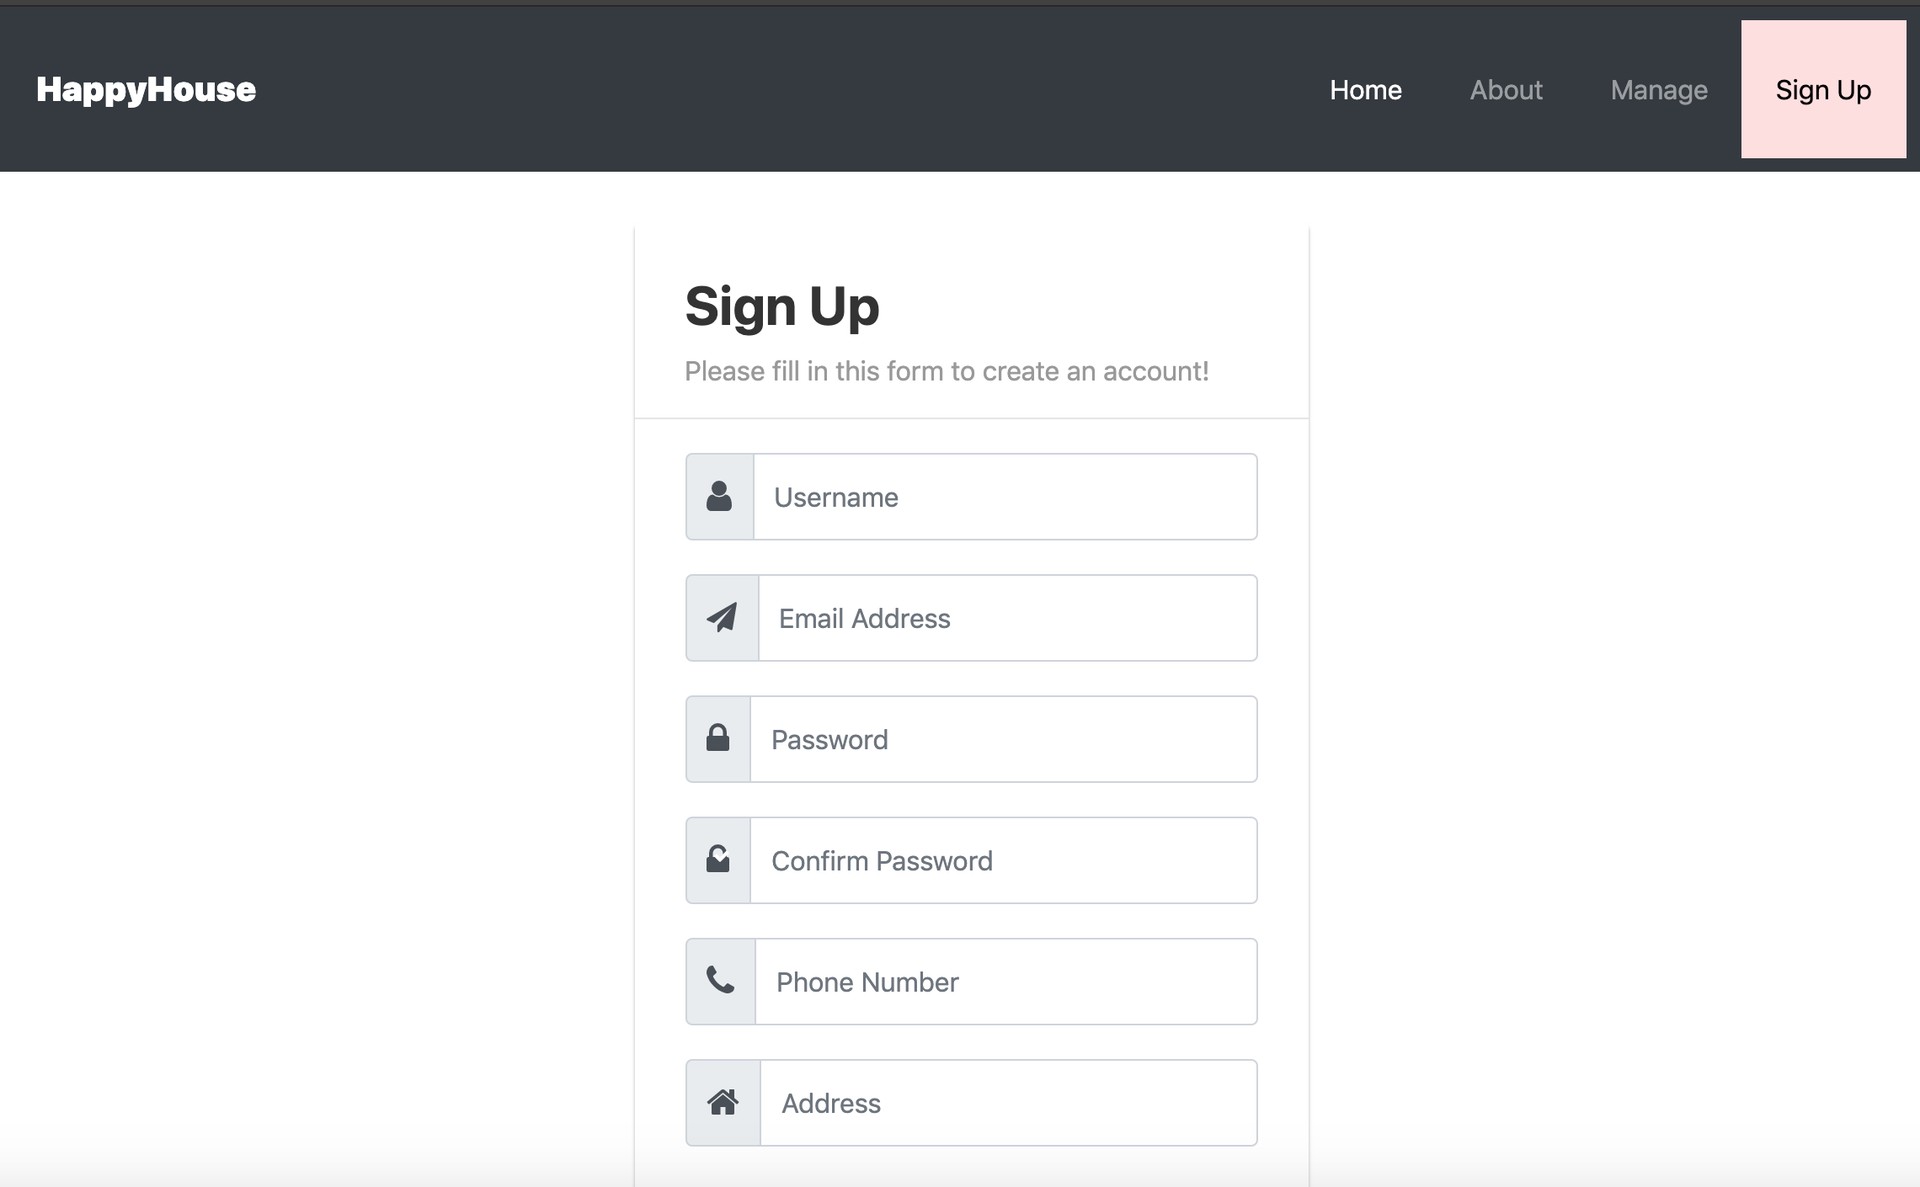 HappyHouse
Home About Manage Sign Up
Sign Up
Please fill in this form to create an account!
Username
Email Address
Password
Confirm Password
Phone Number
Address